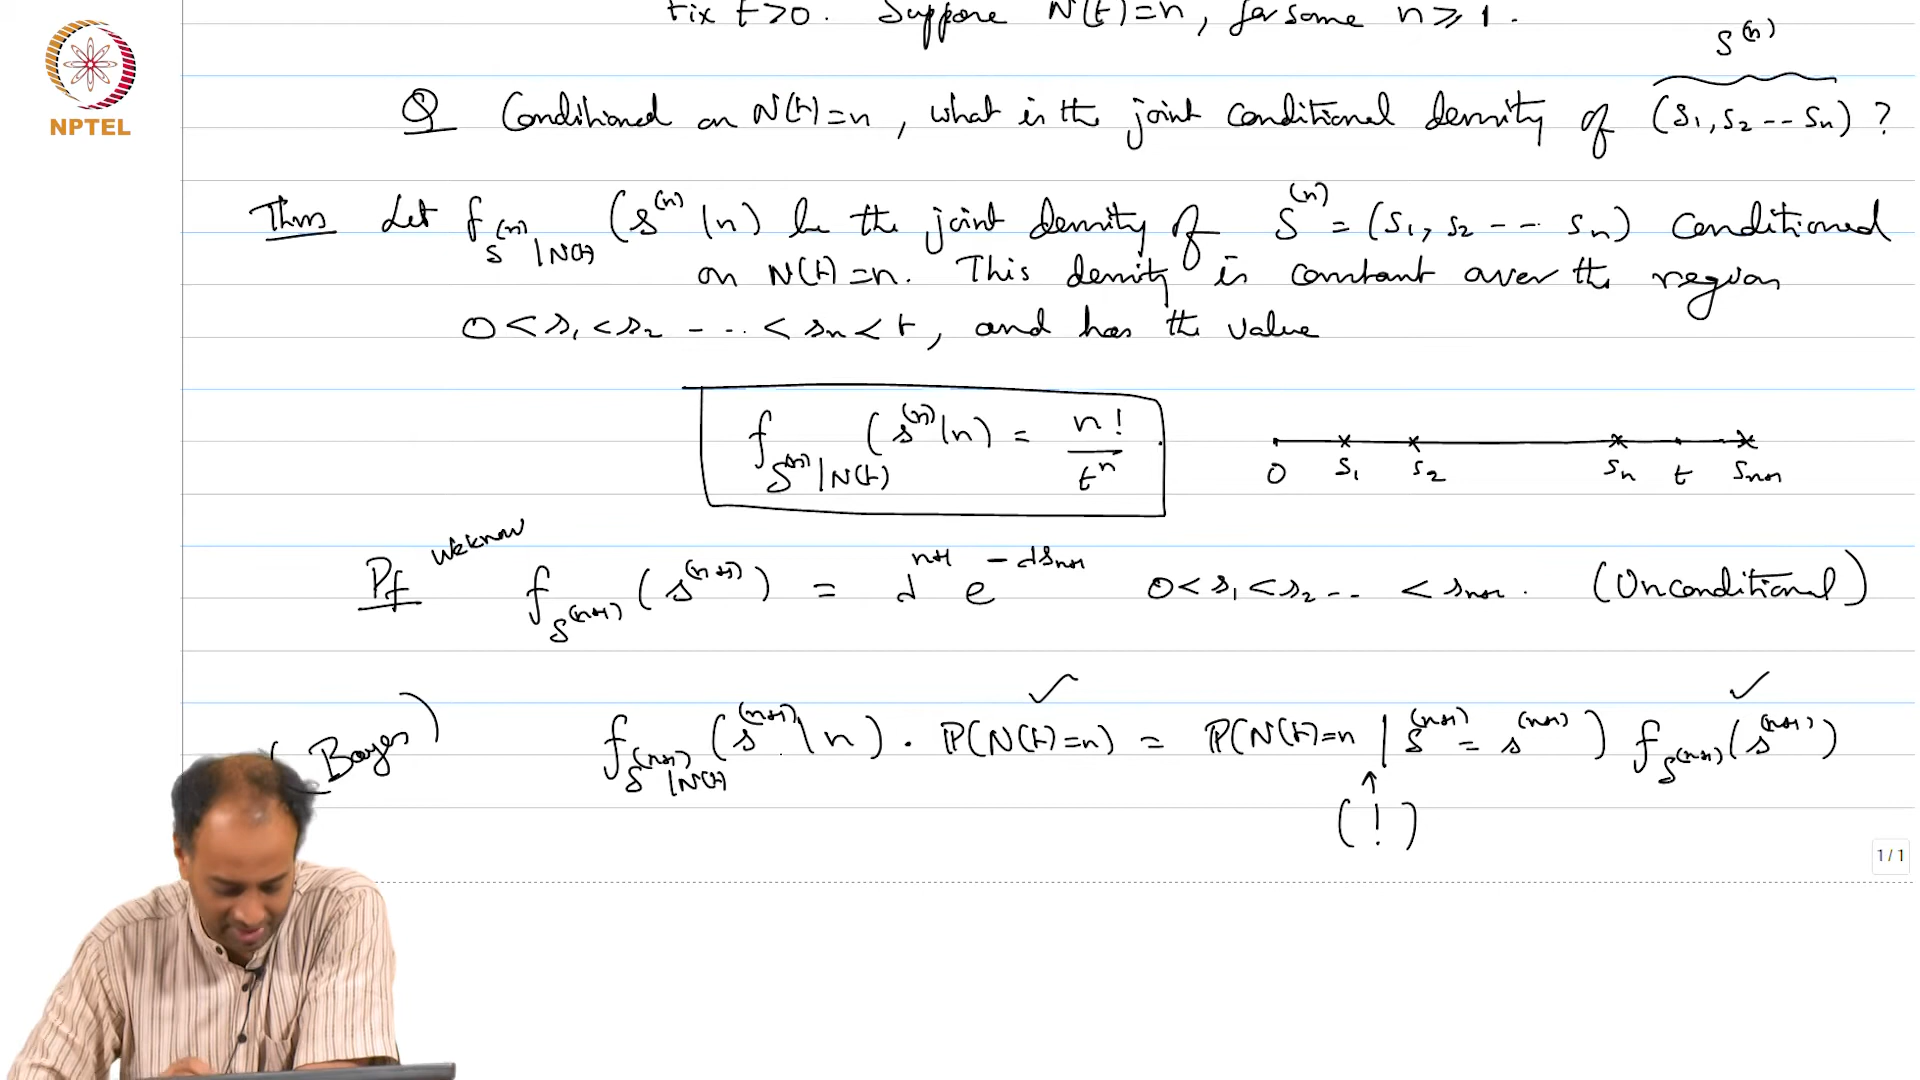 Fix t>0. Suppose N(t)=n, for some n ≥ 1.
S^(n)
NPTEL
Q Conditioned on N(t)=n, what is the joint conditional density of (S₁, S₂ -- Sₙ) ?
Thm Let f_{S^(n)|N(t)} (s^(n) | n) be the joint density of S^(n) = (S₁, S₂ -- - Sₙ) conditioned
on N(t)=n. This density is constant over the region
0 < s₁ < s₂ - ... < sₙ < t, and has the value
f_{S^(n)|N(t)} (s^(n) | n) = n! / tⁿ
0 S₁ S₂ Sₙ t Sₙ₊₁
Pf We know f_{S^(n+1)} (s^(n+1)) = λ^{n+1} e^{-λ s_{n+1}} 0 < s₁ < s₂ -.. < sₙ₊₁. (Unconditional)
(Bayes) f_{S^(n+1)|N(t)} (s^(n+1) | n) . ℙ(N(t)=n) = ℙ(N(t)=n | S^(n+1) = s^(n+1)) f_{S^(n+1)} (s^(n+1))
✓ ✓
↑
(!)
1 / 1